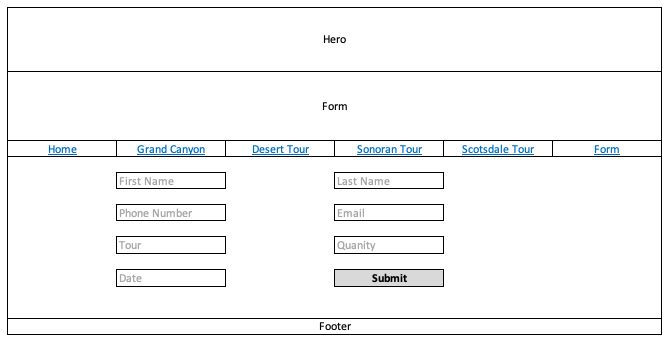 Hero
Form
Home Grand Canyon Desert Tour Sonoran Tour Scotsdale Tour Form
First Name Last Name
Phone Number Email
Tour Quanity
Date Submit
Footer